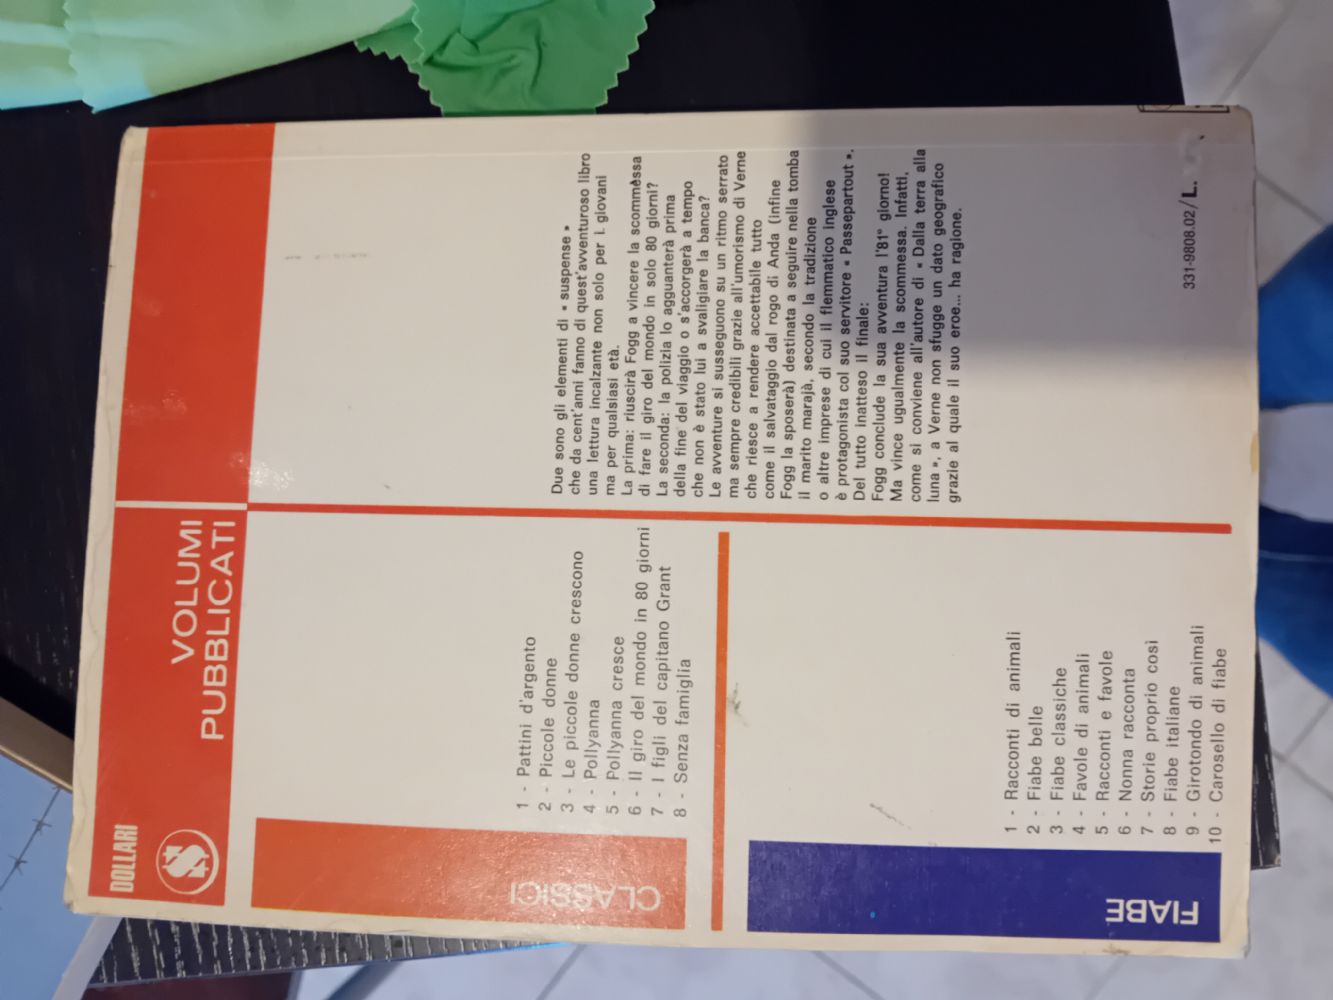 DOLLARI
VOLUMI
PUBBLICATI
CLASSICI
1 - Pattini d'argento
2 - Piccole donne
3 - Le piccole donne crescono
4 - Pollyanna
5 - Pollyanna cresce
6 - Il giro del mondo in 80 giorni
7 - I figli del capitano Grant
8 - Senza famiglia
FIABE
1 - Racconti di animali
2 - Fiabe belle
3 - Fiabe classiche
4 - Favole di animali
5 - Racconti e favole
6 - Nonna racconta
7 - Storie proprio così
8 - Fiabe italiane
9 - Girotondo di animali
10 - Carosello di fiabe
Due sono gli elementi di « suspense »
che da cent'anni fanno di quest'avventuroso libro
una lettura incalzante non solo per i giovani
ma per qualsiasi età.
La prima: riuscirà Fogg a vincere la scommessa
di fare il giro del mondo in solo 80 giorni?
La seconda: la polizia lo agguanterà prima
della fine del viaggio o s'accorgerà a tempo
che non è stato lui a svaligiare la banca?
Le avventure si susseguono su un ritmo serrato
ma sempre credibili grazie all'umorismo di Verne
che riesce a rendere accettabile tutto
come il salvataggio dal rogo di Anda (infine
Fogg la sposerà) destinata a seguire nella tomba
il marito marajà, secondo la tradizione
o altre imprese di cui il flemmatico inglese
è protagonista col suo servitore « Passepartout ».
Del tutto inatteso il finale:
Fogg conclude la sua avventura l'81° giorno!
Ma vince ugualmente la scommessa. Infatti,
come si conviene all'autore di « Dalla terra alla
luna », a Verne non sfugge un dato geografico
grazie al quale il suo eroe... ha ragione.
331-9808.02/L.